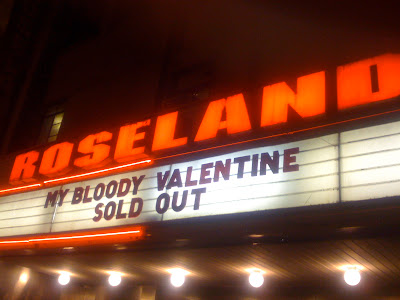 ROSELAND
MY BLOODY VALENTINE
SOLD OUT